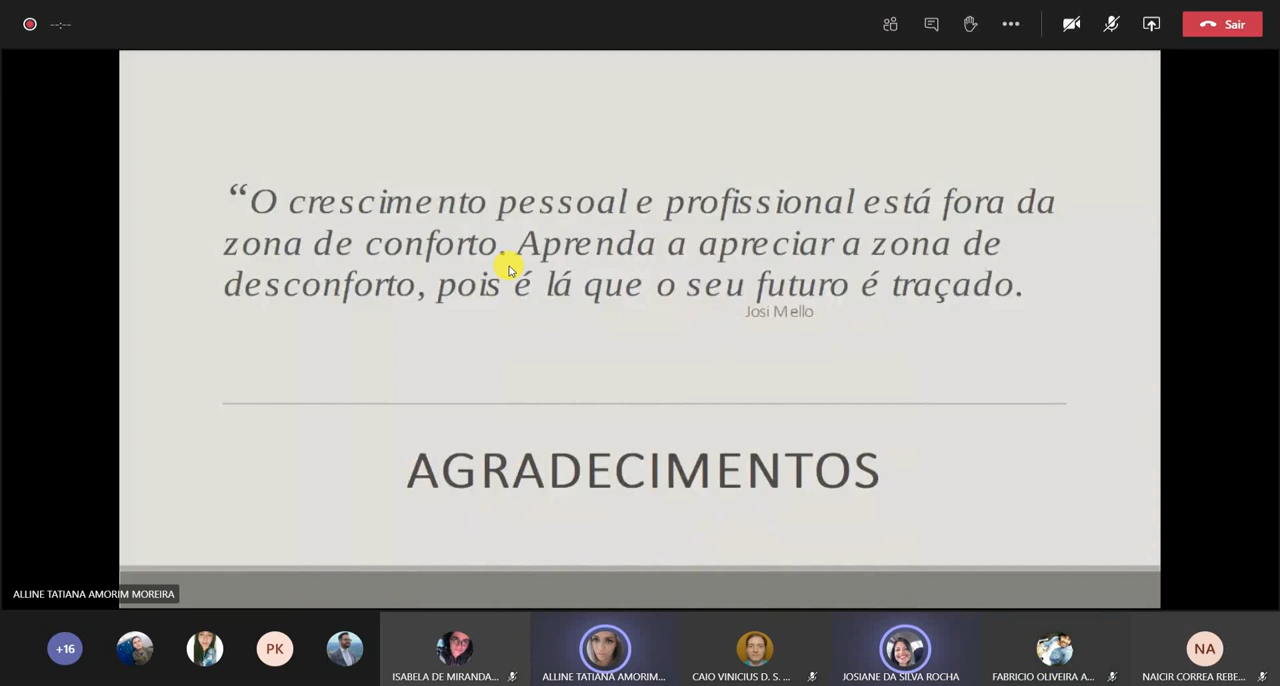 --:--
Sair
“O crescimento pessoal e profissional está fora da
zona de conforto. Aprenda a apreciar a zona de
desconforto, pois é lá que o seu futuro é traçado.
Josi Mello
AGRADECIMENTOS
ALLINE TATIANA AMORIM MOREIRA
+16
PK
NA
ISABELA DE MIRANDA...
ALLINE TATIANA AMORIM...
CAIO VINICIUS D. S. ...
JOSIANE DA SILVA ROCHA
FABRICIO OLIVEIRA A...
NAICIR CORREA REBE...